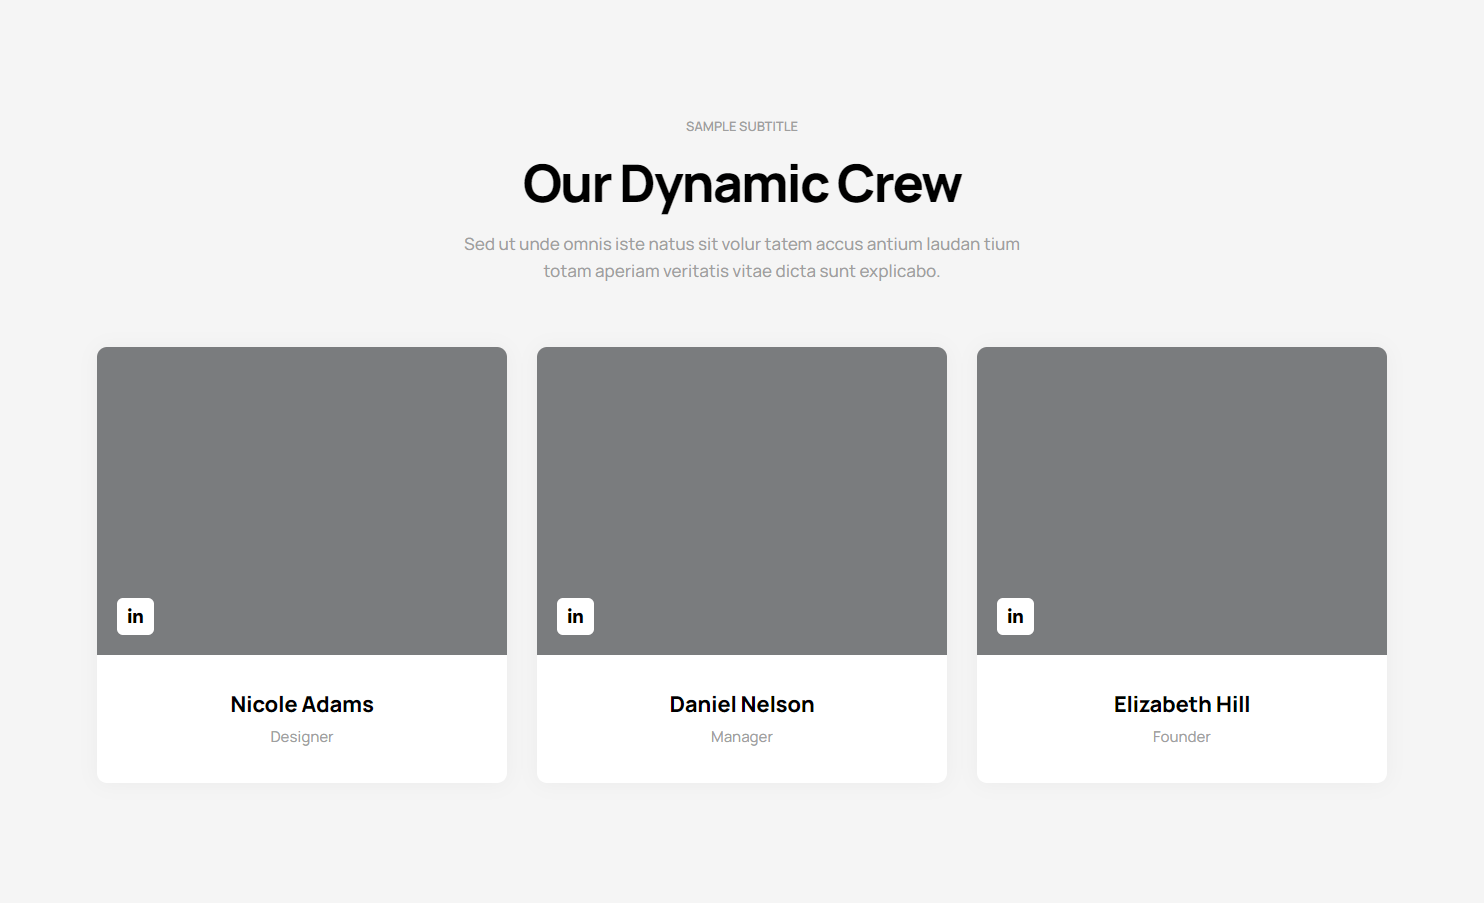 SAMPLE SUBTITLE
Our Dynamic Crew
Sed ut unde omnis iste natus sit volur tatem accus antium laudan tium
totam aperiam veritatis vitae dicta sunt explicabo.
in
in
in
Nicole Adams
Designer
Daniel Nelson
Manager
Elizabeth Hill
Founder